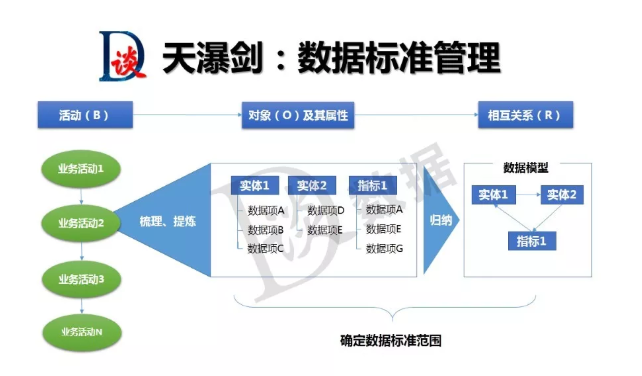 D谈 天瀑剑：数据标准管理
活动（B） 对象（O）及其属性 相互关系（R）
业务活动1
业务活动2
业务活动3
业务活动N
梳理、提炼
实体1 实体2 指标1
数据项A 数据项D 数据项A
数据项B 数据项E 数据项E
数据项C 数据项G
归纳
数据模型
实体1 实体2
指标1
确定数据标准范围
D谈数据